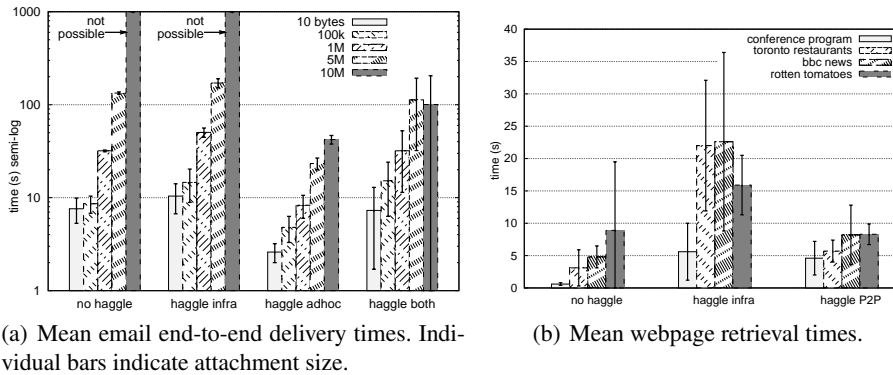 not possible
not possible
10 bytes
100k
1M
5M
10M
1000
100
10
1
time (s) semi-log
no haggle
haggle infra
haggle adhoc
haggle both
(a) Mean email end-to-end delivery times. Indi-
vidual bars indicate attachment size.
conference program
toronto restaurants
bbc news
rotten tomatoes
40
35
30
25
20
15
10
5
0
time (s)
no haggle
haggle infra
haggle P2P
(b) Mean webpage retrieval times.